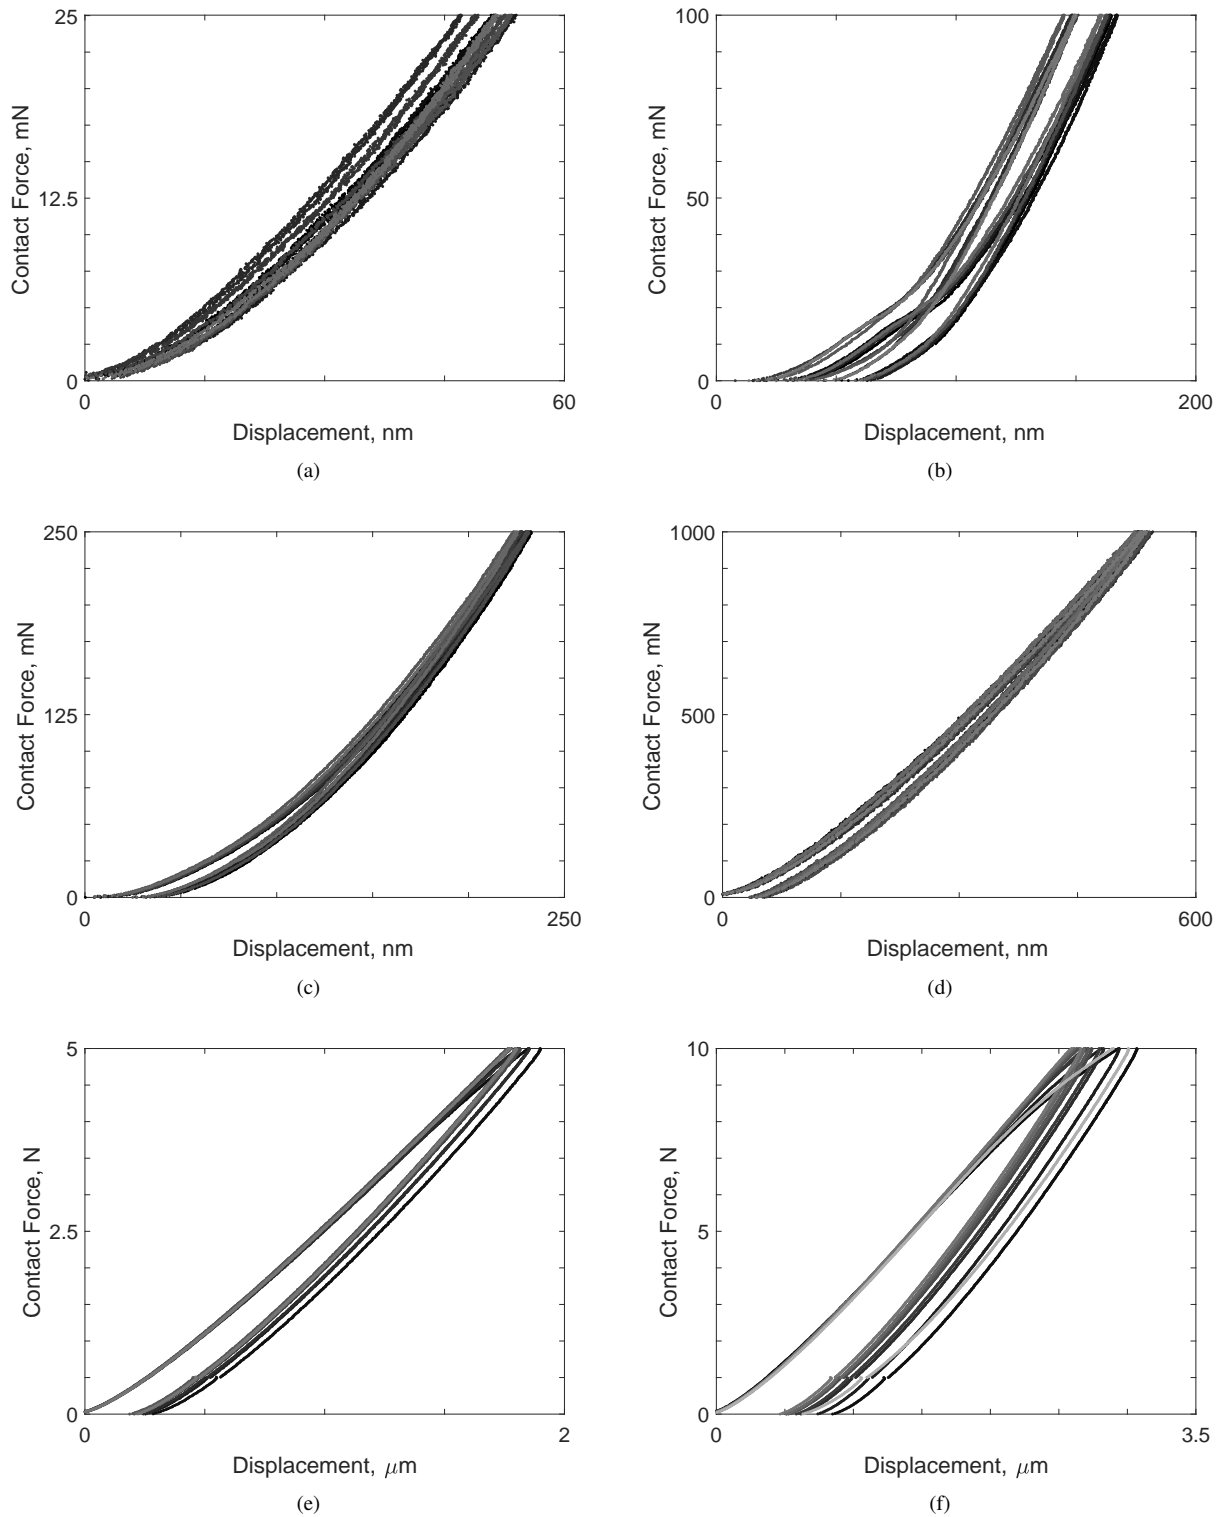 25
12.5
0
Contact Force, mN
0
60
Displacement, nm
(a)
100
50
0
Contact Force, mN
0
200
Displacement, nm
(b)
250
125
0
Contact Force, mN
0
250
Displacement, nm
(c)
1000
500
0
Contact Force, mN
0
600
Displacement, nm
(d)
5
2.5
0
Contact Force, N
0
2
Displacement, μm
(e)
10
5
0
Contact Force, N
0
3.5
Displacement, μm
(f)